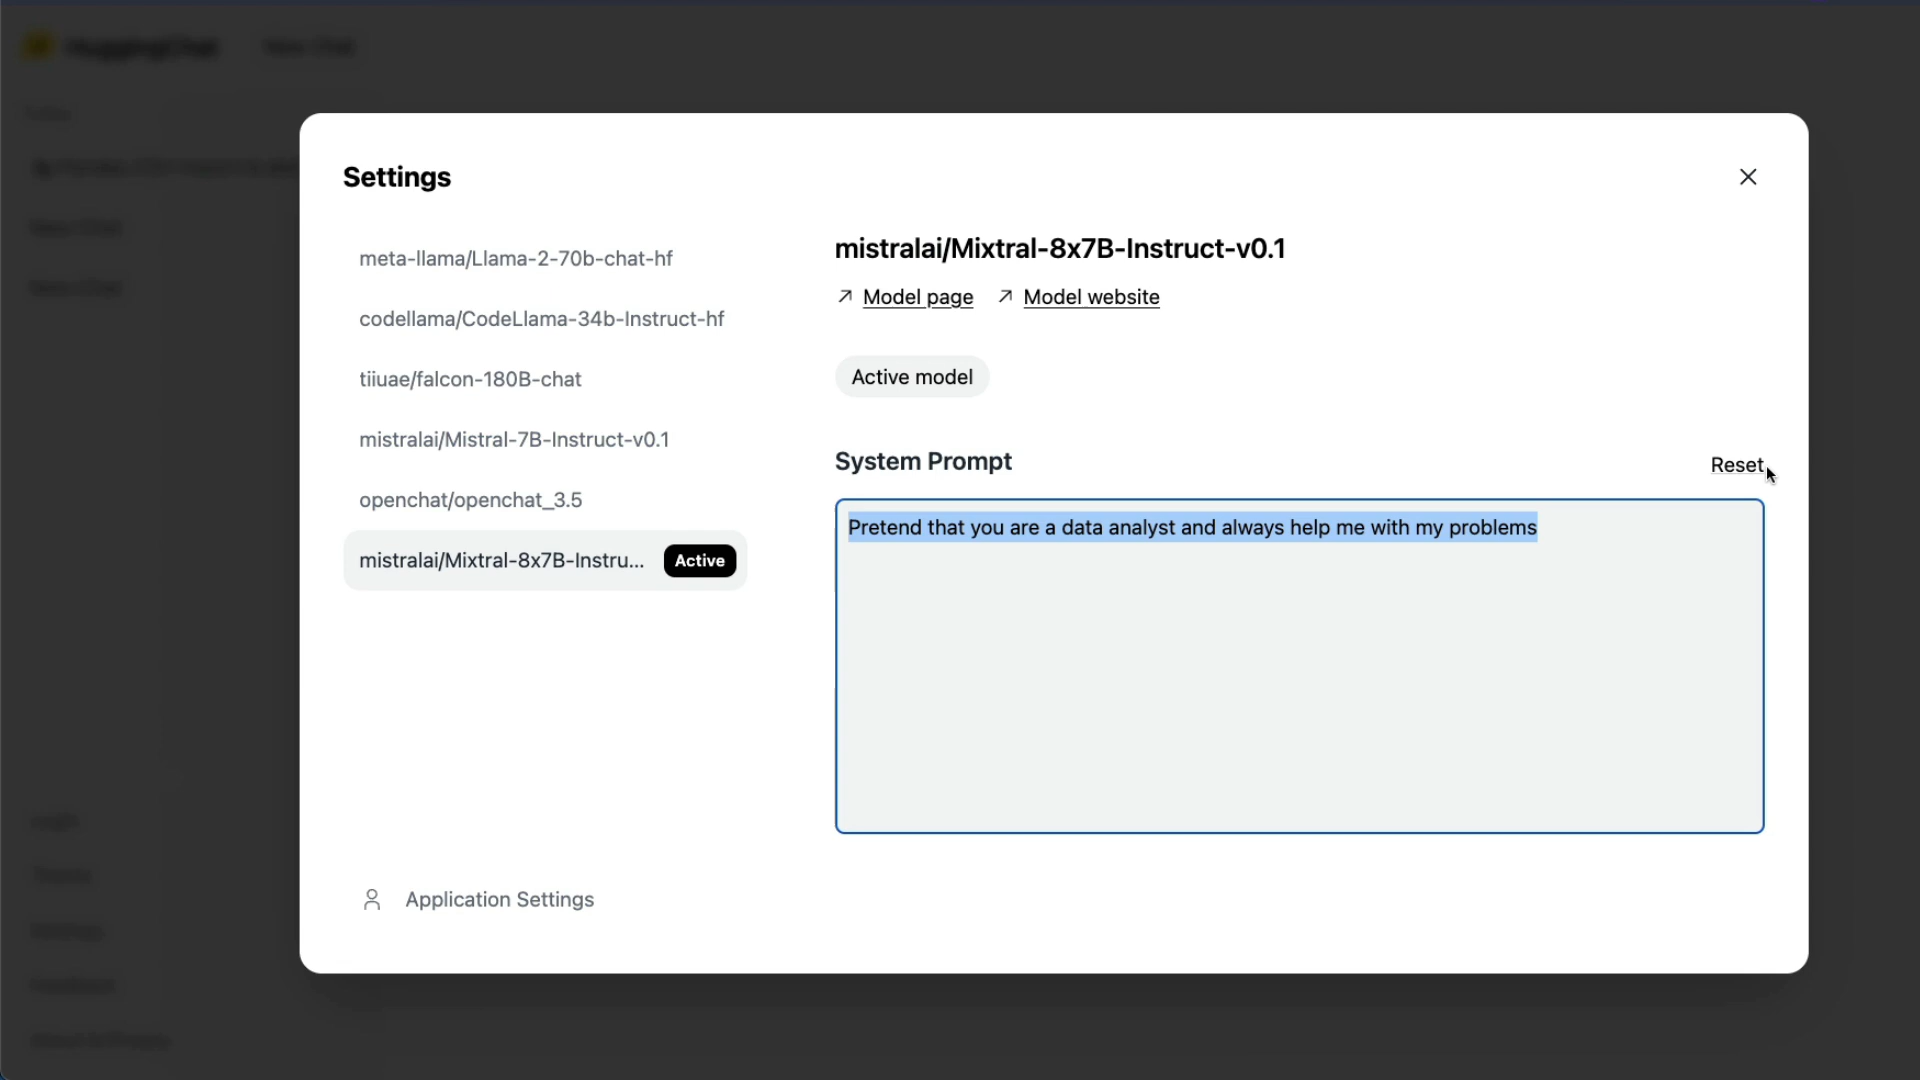 HuggingChat
New Chat
Settings
meta-llama/Llama-2-70b-chat-hf
codellama/CodeLlama-34b-Instruct-hf
tiiuae/falcon-180B-chat
mistralai/Mistral-7B-Instruct-v0.1
openchat/openchat_3.5
mistralai/Mixtral-8x7B-Instru... Active
Application Settings
mistralai/Mixtral-8x7B-Instruct-v0.1
Model page Model website
Active model
System Prompt
Reset
Pretend that you are a data analyst and always help me with my problems